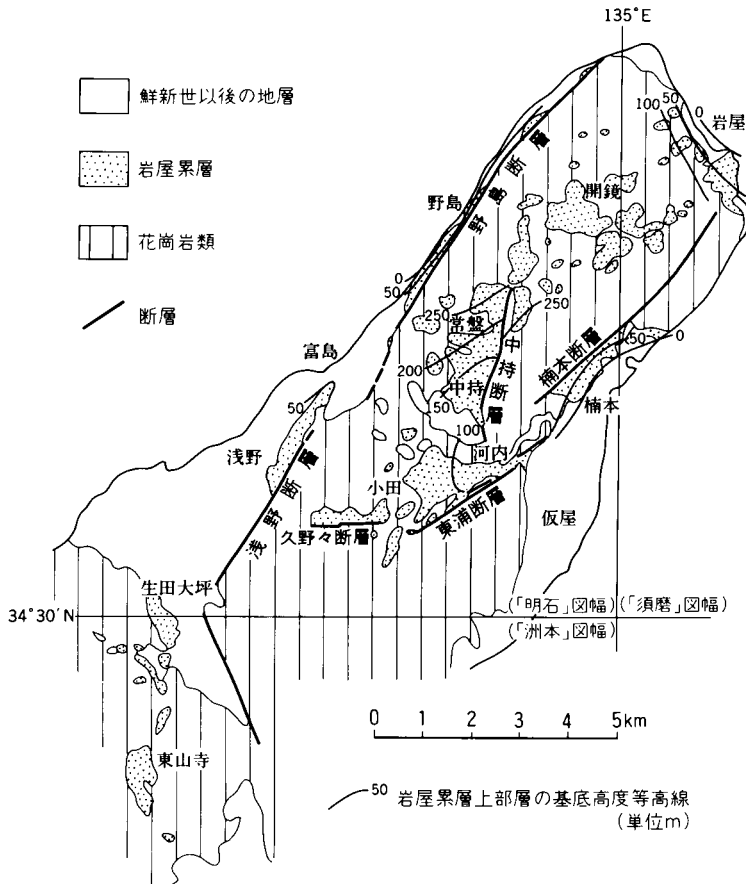 135°E
鮮新世以後の地層
岩屋累層
花崗岩類
断層
100
50
0
岩屋
野島
野島断層
開鏡
0
50
250
常盤
250
富島
200
中持
中持断層
楠本断層
50
0
50
50
楠本
100
浅野
河内
小田
浅野断層
久野々断層
東浦断層
仮屋
生田大坪
34°30′N
(「明石」図幅)(「須磨」図幅)
(「洲本」図幅)
0 1 2 3 4 5km
東山寺
50 岩屋累層上部層の基底高度等高線
(単位m)